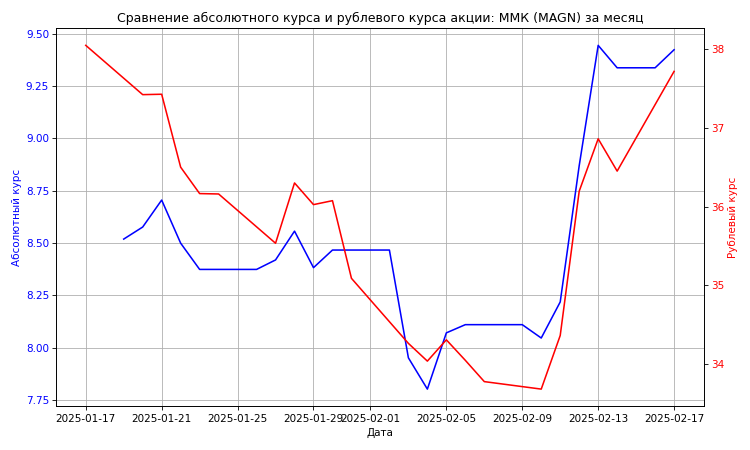 Сравнение абсолютного курса и рублевого курса акции: ММК (MAGN) за месяц
Абсолютный курс
9.50
9.25
9.00
8.75
8.50
8.25
8.00
7.75
38
37
36
35
34
Рублевый курс
2025-01-17 2025-01-21 2025-01-25 2025-01-29 2025-02-01 2025-02-05 2025-02-09 2025-02-13 2025-02-17
Дата